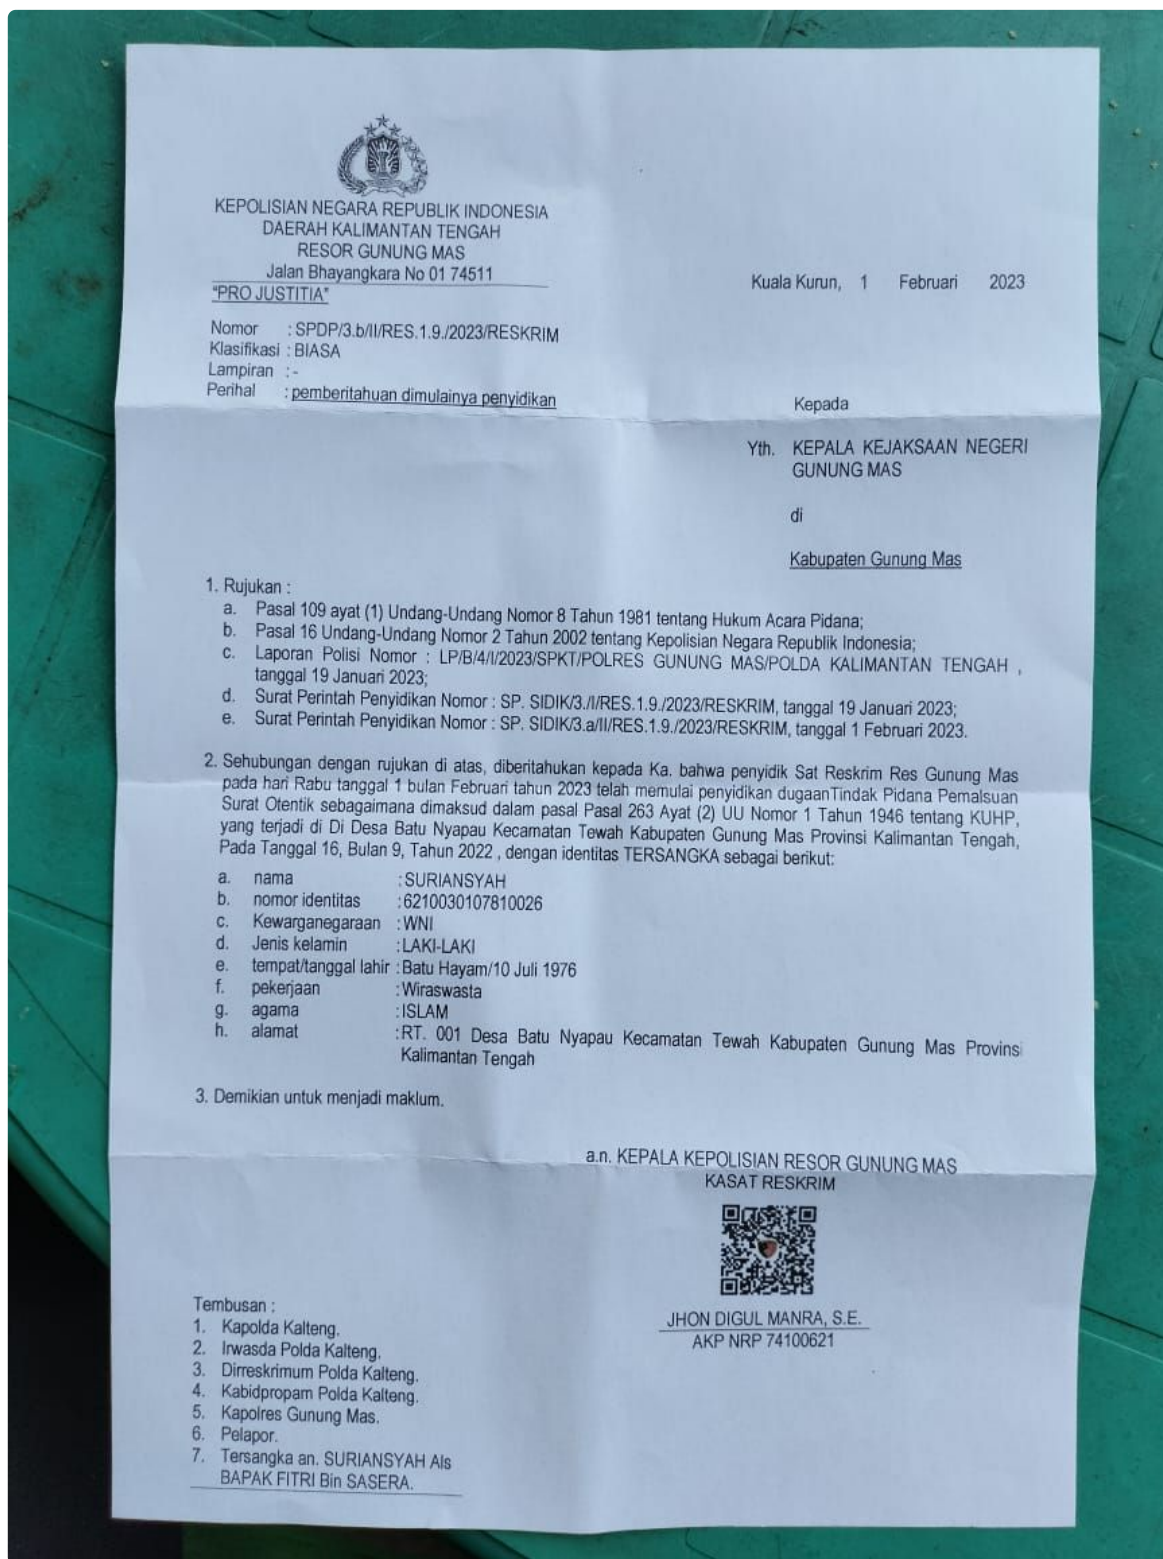 KEPOLISIAN NEGARA REPUBLIK INDONESIA
DAERAH KALIMANTAN TENGAH
RESOR GUNUNG MAS
Jalan Bhayangkara No 01 74511
"PRO JUSTITIA"
Kuala Kurun, 1 Februari 2023
Nomor : SPDP/3.b/II/RES.1.9./2023/RESKRIM
Klasifikasi : BIASA
Lampiran : -
Perihal : pemberitahuan dimulainya penyidikan
Kepada
Yth. KEPALA KEJAKSAAN NEGERI
GUNUNG MAS
di
Kabupaten Gunung Mas
1. Rujukan :
a. Pasal 109 ayat (1) Undang-Undang Nomor 8 Tahun 1981 tentang Hukum Acara Pidana;
b. Pasal 16 Undang-Undang Nomor 2 Tahun 2002 tentang Kepolisian Negara Republik Indonesia;
c. Laporan Polisi Nomor : LP/B/4/I/2023/SPKT/POLRES GUNUNG MAS/POLDA KALIMANTAN TENGAH ,
tanggal 19 Januari 2023;
d. Surat Perintah Penyidikan Nomor : SP. SIDIK/3./I/RES.1.9./2023/RESKRIM, tanggal 19 Januari 2023;
e. Surat Perintah Penyidikan Nomor : SP. SIDIK/3.a/II/RES.1.9./2023/RESKRIM, tanggal 1 Februari 2023.
2. Sehubungan dengan rujukan di atas, diberitahukan kepada Ka. bahwa penyidik Sat Reskrim Res Gunung Mas
pada hari Rabu tanggal 1 bulan Februari tahun 2023 telah memulai penyidikan dugaanTindak Pidana Pemalsuan
Surat Otentik sebagaimana dimaksud dalam pasal Pasal 263 Ayat (2) UU Nomor 1 Tahun 1946 tentang KUHP,
yang terjadi di Di Desa Batu Nyapau Kecamatan Tewah Kabupaten Gunung Mas Provinsi Kalimantan Tengah,
Pada Tanggal 16, Bulan 9, Tahun 2022 , dengan identitas TERSANGKA sebagai berikut:
a. nama : SURIANSYAH
b. nomor identitas : 6210030107810026
c. Kewarganegaraan : WNI
d. Jenis kelamin : LAKI-LAKI
e. tempat/tanggal lahir : Batu Hayam/10 Juli 1976
f. pekerjaan : Wiraswasta
g. agama : ISLAM
h. alamat : RT. 001 Desa Batu Nyapau Kecamatan Tewah Kabupaten Gunung Mas Provinsi
Kalimantan Tengah
3. Demikian untuk menjadi maklum.
a.n. KEPALA KEPOLISIAN RESOR GUNUNG MAS
KASAT RESKRIM
JHON DIGUL MANRA, S.E.
AKP NRP 74100621
Tembusan :
1. Kapolda Kalteng.
2. Irwasda Polda Kalteng.
3. Dirreskrimum Polda Kalteng.
4. Kabidpropam Polda Kalteng.
5. Kapolres Gunung Mas.
6. Pelapor.
7. Tersangka an. SURIANSYAH Als
BAPAK FITRI Bin SASERA.